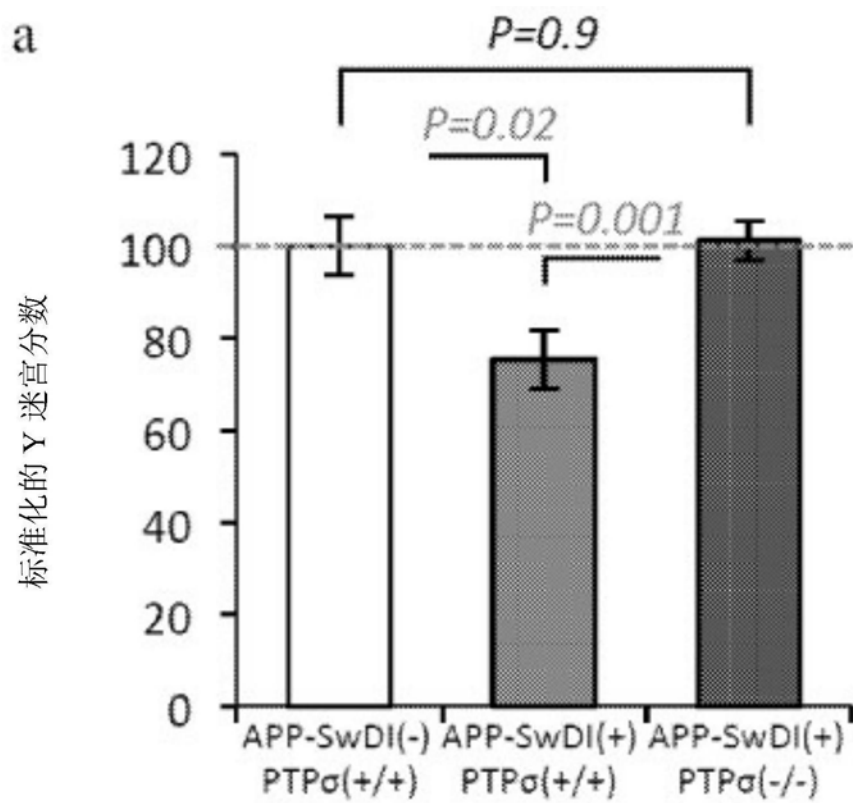 a
P=0.9
P=0.02
P=0.001
120
100
80
60
40
20
0
标准化的 Y 迷宫分数
APP-SwDI(-) APP-SwDI(+) APP-SwDI(+)
PTPσ(+/+) PTPσ(+/+) PTPσ(-/-)